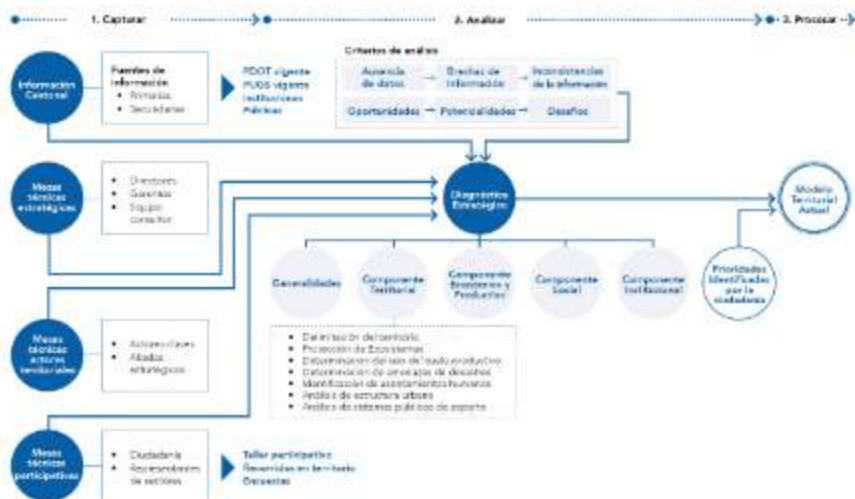 1. Capturar
2. Analizar
3. Procesar
Información
Cantonal
Fuentes de
información
• Primarias
• Secundarias
PDOT vigente
PUGS vigente
Instituciones
Públicas
Criterios de análisis
Ausencia
de datos
Brechas de
información
Inconsistencias
de la información
Oportunidades
Potencialidades
Desafíos
Mesas
técnicas
estratégicas
• Directores
• Gerentes
• Equipo
consultor
Diagnóstico
Estratégico
Modelo
Territorial
Actual
Generalidades
Componente
Territorial
Componente
Económico y
Productivo
Componente
Social
Componente
Institucional
Prioridades
Identificadas
por la
ciudadanía
Mesas
técnicas
actores
territoriales
• Actores claves
• Aliados
estratégicos
• Delimitación del territorio
• Protección de Ecosistemas
• Determinación del uso del suelo productivo
• Determinación de amenazas de desastres
• Identificación de asentamientos humanos
• Análisis de estructura urbana
• Análisis de sistemas públicos de soporte
Mesas
técnicas
participativas
• Ciudadanía
• Representantes
de sectores
Taller participativo
Recorridos en territorio
Encuestas